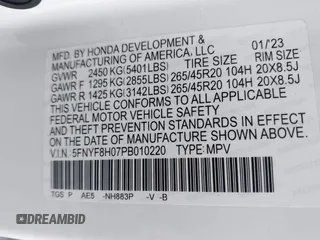 MFD. BY HONDA DEVELOPMENT &
MANUFACTURING OF AMERICA, LLC 01/'23
GVWR 2450 KG(5401LBS) TIRE SIZE RIM SIZE
GAWR F 1295 KG(2855LBS) 265/45R20 104H 20X8.5J
GAWR R 1425 KG(3142LBS) 265/45R20 104H 20X8.5J
THIS VEHICLE CONFORMS TO ALL APPLICABLE
FEDERAL MOTOR VEHICLE SAFETY AND THEFT
PREVENTION STANDARDS IN EFFECT ON THE
DATE OF MANUFACTURE SHOWN ABOVE.
V.I.N. 5FNYF8H07PB010220 TYPE: MPV
TGS P AE5 -NH883P -V -B
DREAMBID